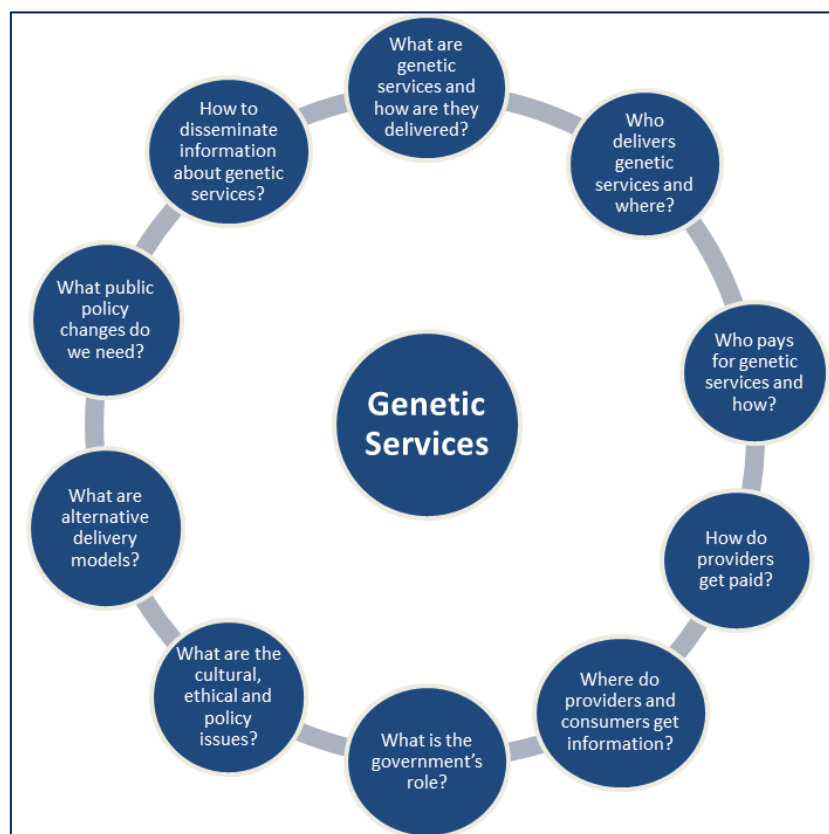 What are
genetic
services and
how are they
delivered?
Who
delivers
genetic
services and
where?
Who pays
for genetic
services and
how?
How do
providers
get paid?
Where do
providers and
consumers get
information?
What is the
government's
role?
What are the
cultural,
ethical and
policy
issues?
What are
alternative
delivery
models?
What public
policy
changes do
we need?
How to
disseminate
information
about genetic
services?
Genetic
Services